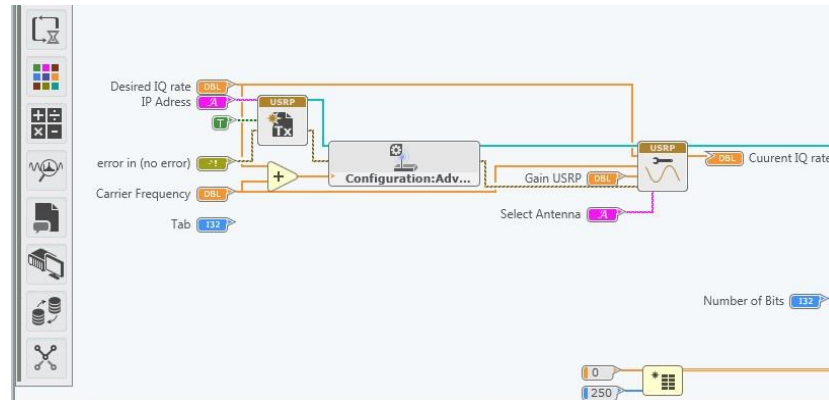 Desired IQ rate DBL
IP Adress
USRP
T
Tx
error in (no error)
USRP
DBL Cuurent IQ rate
Configuration:Adv...
Gain USRP DBL
Carrier Frequency DBL
+
Select Antenna
Tab I32
Number of Bits I32
0
250